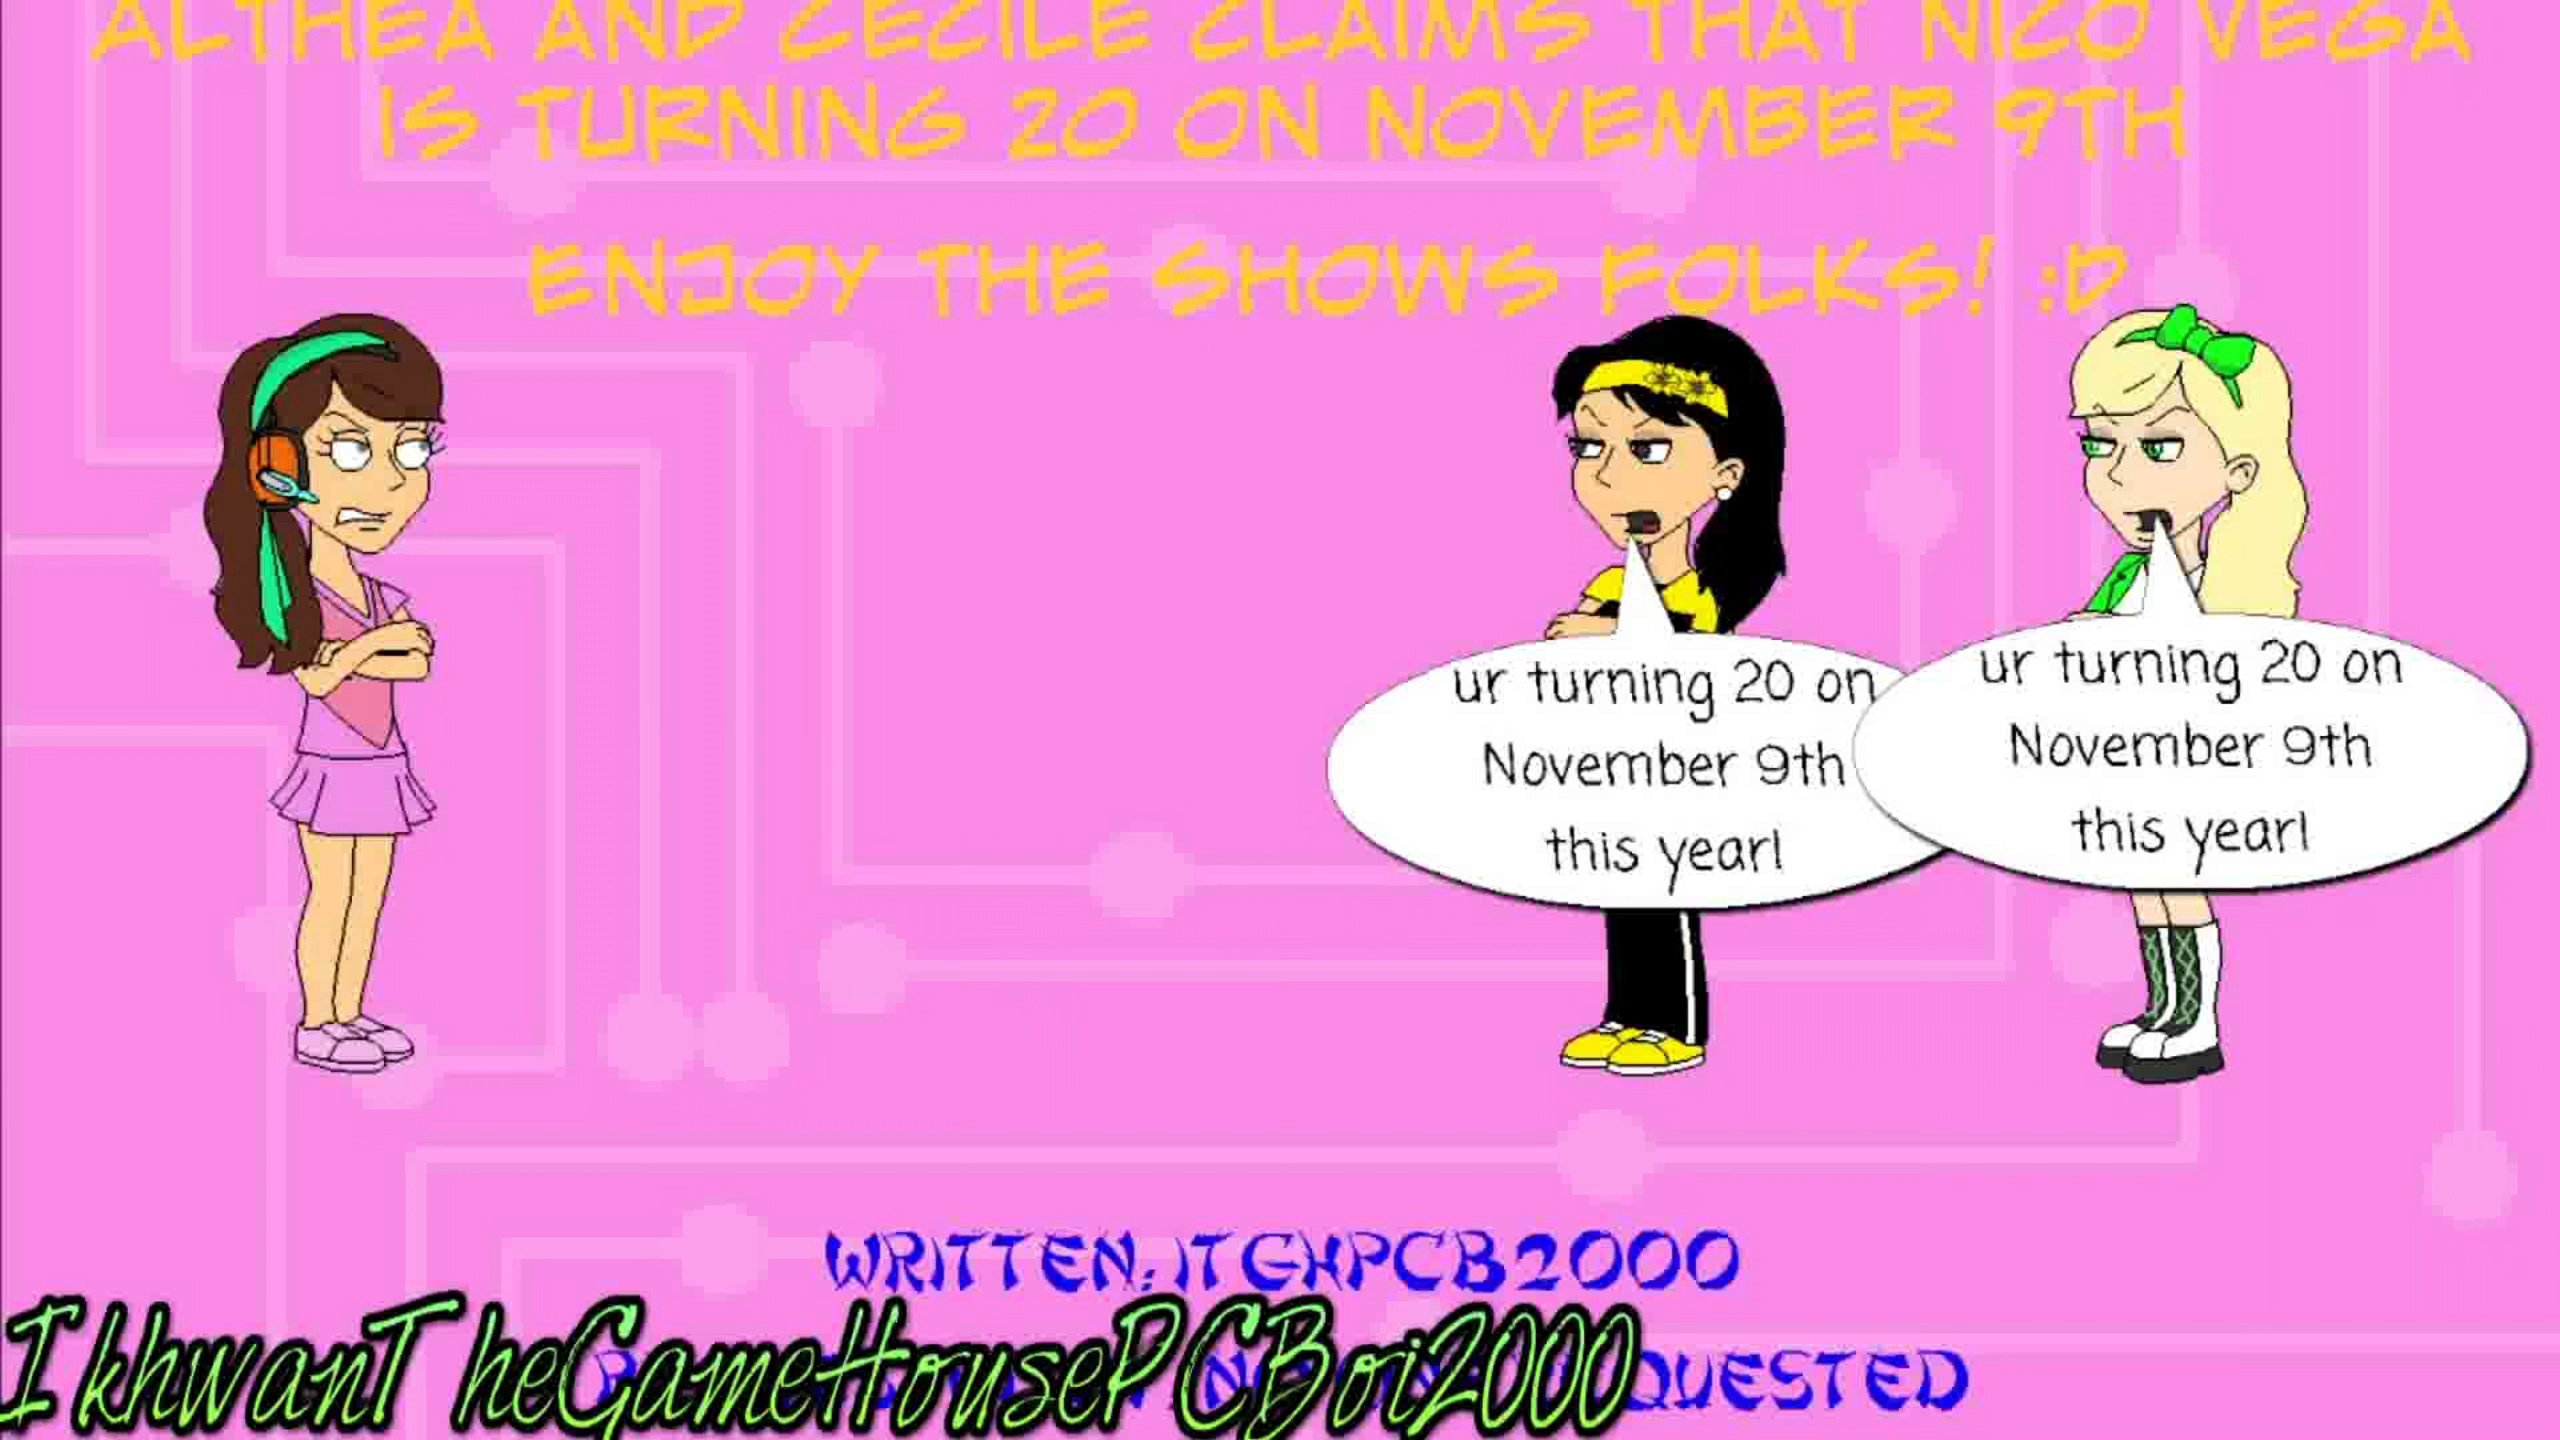 ALTHEA AND CECILE CLAIMS THAT NICO VEGA
IS TURNING 20 ON NOVEMBER 9TH
ENJOY THE SHOWS FOLKS! :D
ur turning 20 on
November 9th
this year!
ur turning 20 on
November 9th
this year!
WRITTEN: ITGHPCB2000
IkhwanTheGameHousePCBoi2000
QUESTED